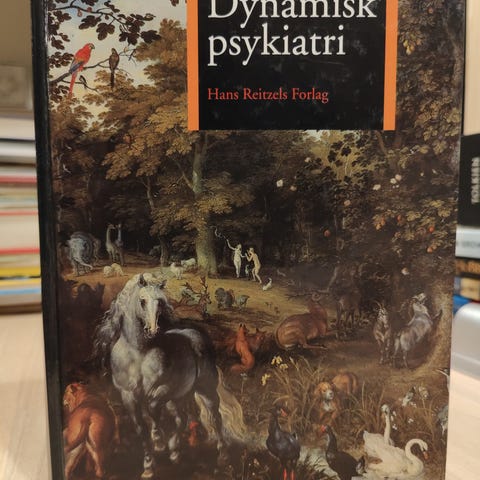 Dynamisk
psykiatri
Hans Reitzels Forlag